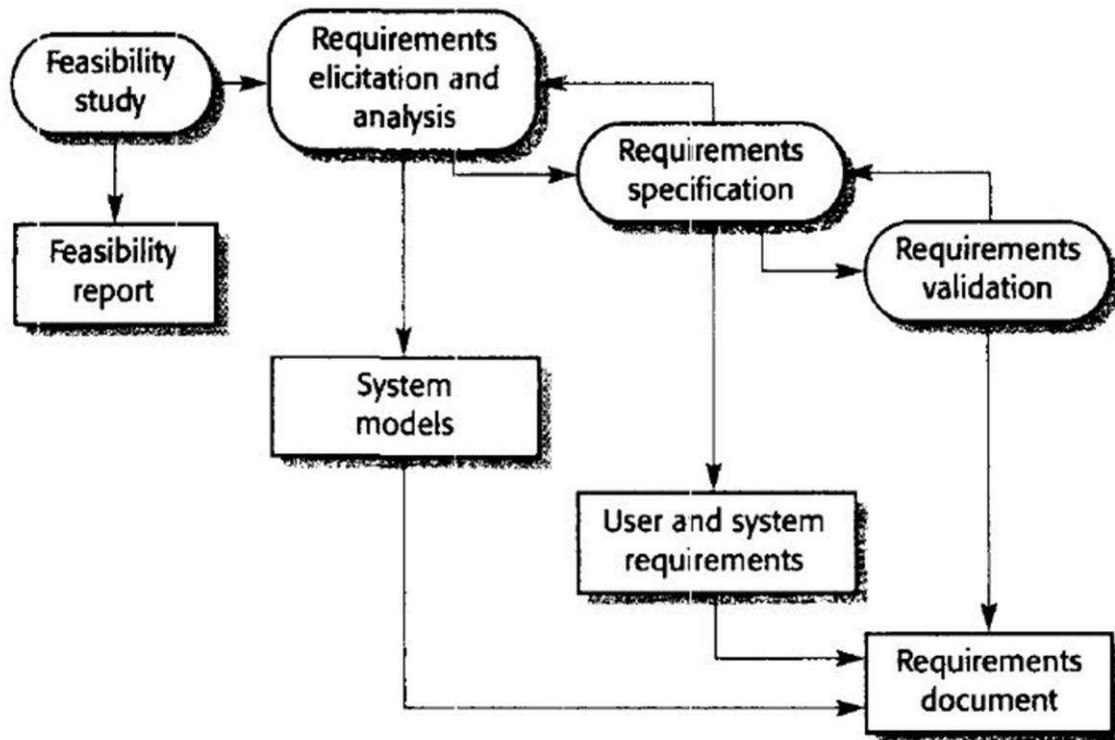 Feasibility
study
Requirements
elicitation and
analysis
Requirements
specification
Requirements
validation
Feasibility
report
System
models
User and system
requirements
Requirements
document